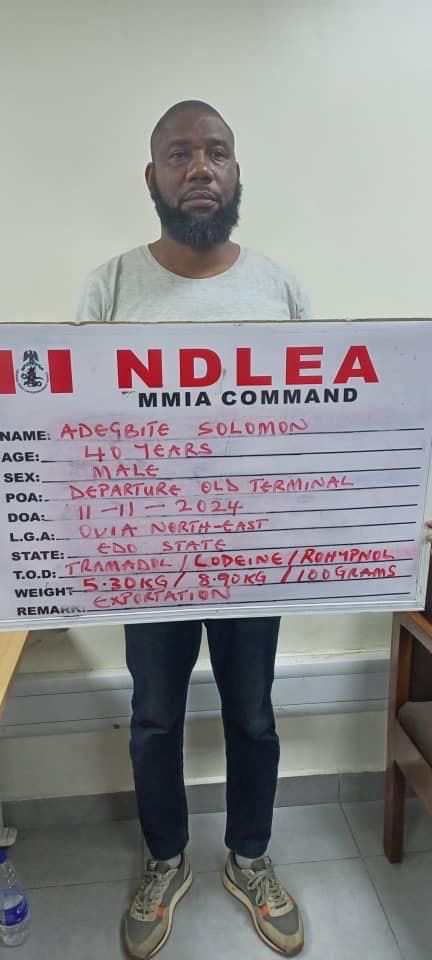 NDLEA
MMIA COMMAND
NAME: ADEGBITE SOLOMON
AGE: 40 YEARS
SEX: MALE
POA: DEPARTURE OLD TERMINAL
DOA: 11-11-2024
L.G.A: OVIA NORTH-EAST
STATE: EDO STATE
T.O.D: TRAMADOL / CODEINE / ROHYPNOL
WEIGHT 5.30KG / 8.90KG / 100GRAMS
REMARK: EXPORTATION